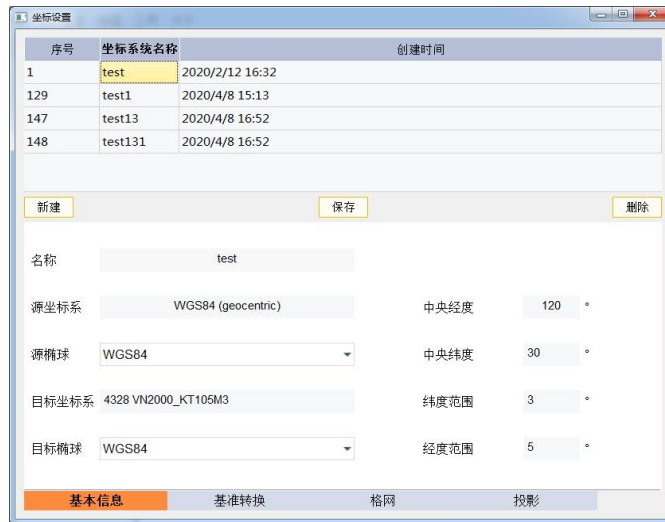 坐标设置
序号 坐标系统名称 创建时间
1 test 2020/2/12 16:32
129 test1 2020/4/8 15:13
147 test13 2020/4/8 16:52
148 test131 2020/4/8 16:52
新建 保存 删除
名称 test
源坐标系 WGS84 (geocentric) 中央经度 120 °
源椭球 WGS84 中央纬度 30 °
目标坐标系 4328 VN2000_KT105M3 纬度范围 3 °
目标椭球 WGS84 经度范围 5 °
基本信息 基准转换 格网 投影